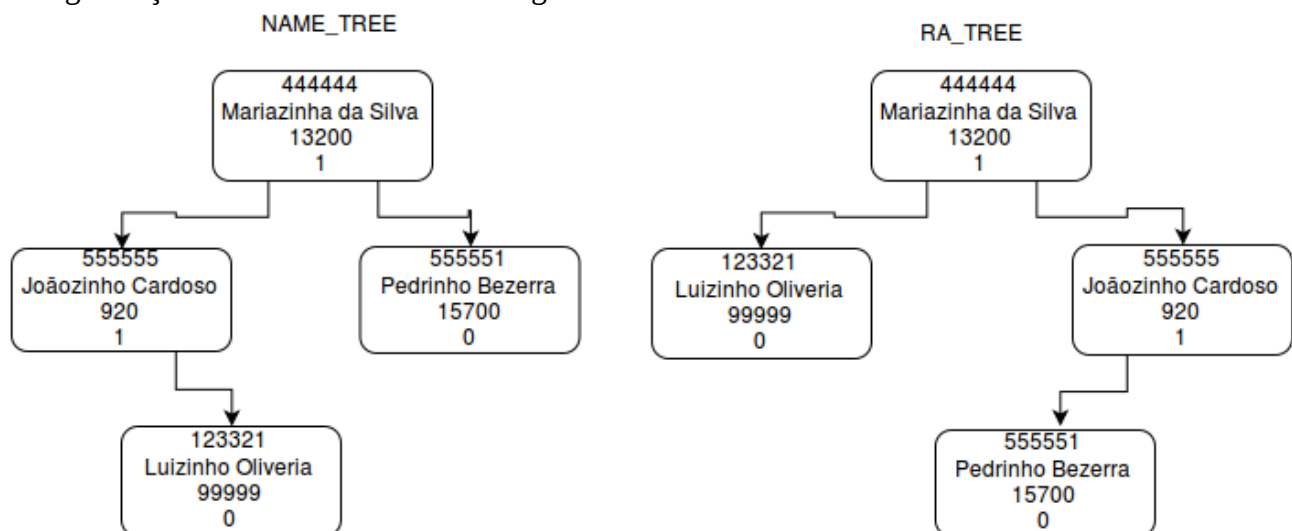 NAME_TREE
444444
Mariazinha da Silva
13200
1
555555
Joãozinho Cardoso
920
1
555551
Pedrinho Bezerra
15700
0
123321
Luizinho Oliveria
99999
0
RA_TREE
444444
Mariazinha da Silva
13200
1
123321
Luizinho Oliveria
99999
0
555555
Joãozinho Cardoso
920
1
555551
Pedrinho Bezerra
15700
0